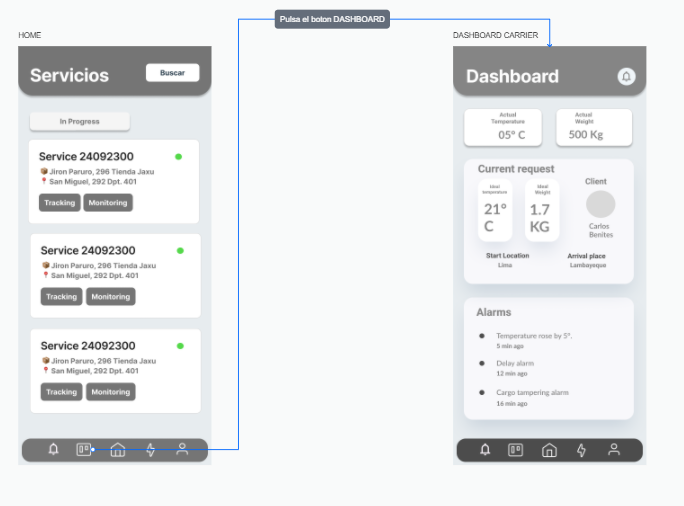 Pulsa el boton DASHBOARD
HOME
Servicios
Buscar
In Progress
Service 24092300
Jiron Paruro, 296 Tienda Jaxu
San Miguel, 292 Dpt. 401
Tracking
Monitoring
Service 24092300
Jiron Paruro, 296 Tienda Jaxu
San Miguel, 292 Dpt. 401
Tracking
Monitoring
Service 24092300
Jiron Paruro, 296 Tienda Jaxu
San Miguel, 292 Dpt. 401
Tracking
Monitoring
DASHBOARD CARRIER
Dashboard
Actual
Temperature
05° C
Actual
Weight
500 Kg
Current request
Ideal
temperature
21°
C
Ideal
Weight
1.7
KG
Client
Carlos
Benites
Start Location
Lima
Arrival place
Lambayeque
Alarms
Temperature rose by 5°.
5 min ago
Delay alarm
12 min ago
Cargo tampering alarm
16 min ago